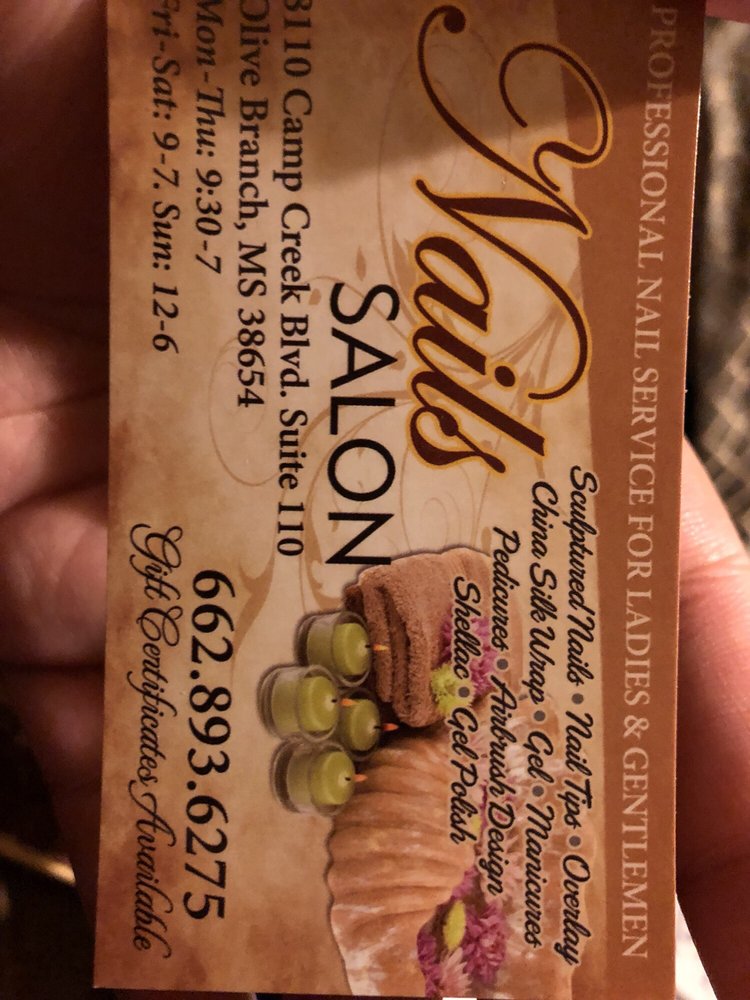 PROFESSIONAL NAIL SERVICE FOR LADIES & GENTLEMEN
Nails
SALON
Sculptured Nails • Nail Tips • Overlay
China Silk Wrap • Gel • Manicures
Pedicures • Airbrush Design
Shellac • Gel Polish
8110 Camp Creek Blvd. Suite 110
Olive Branch, MS 38654
Mon-Thu: 9:30-7
Fri-Sat: 9-7. Sun: 12-6
662.893.6275
Gift Certificates Available